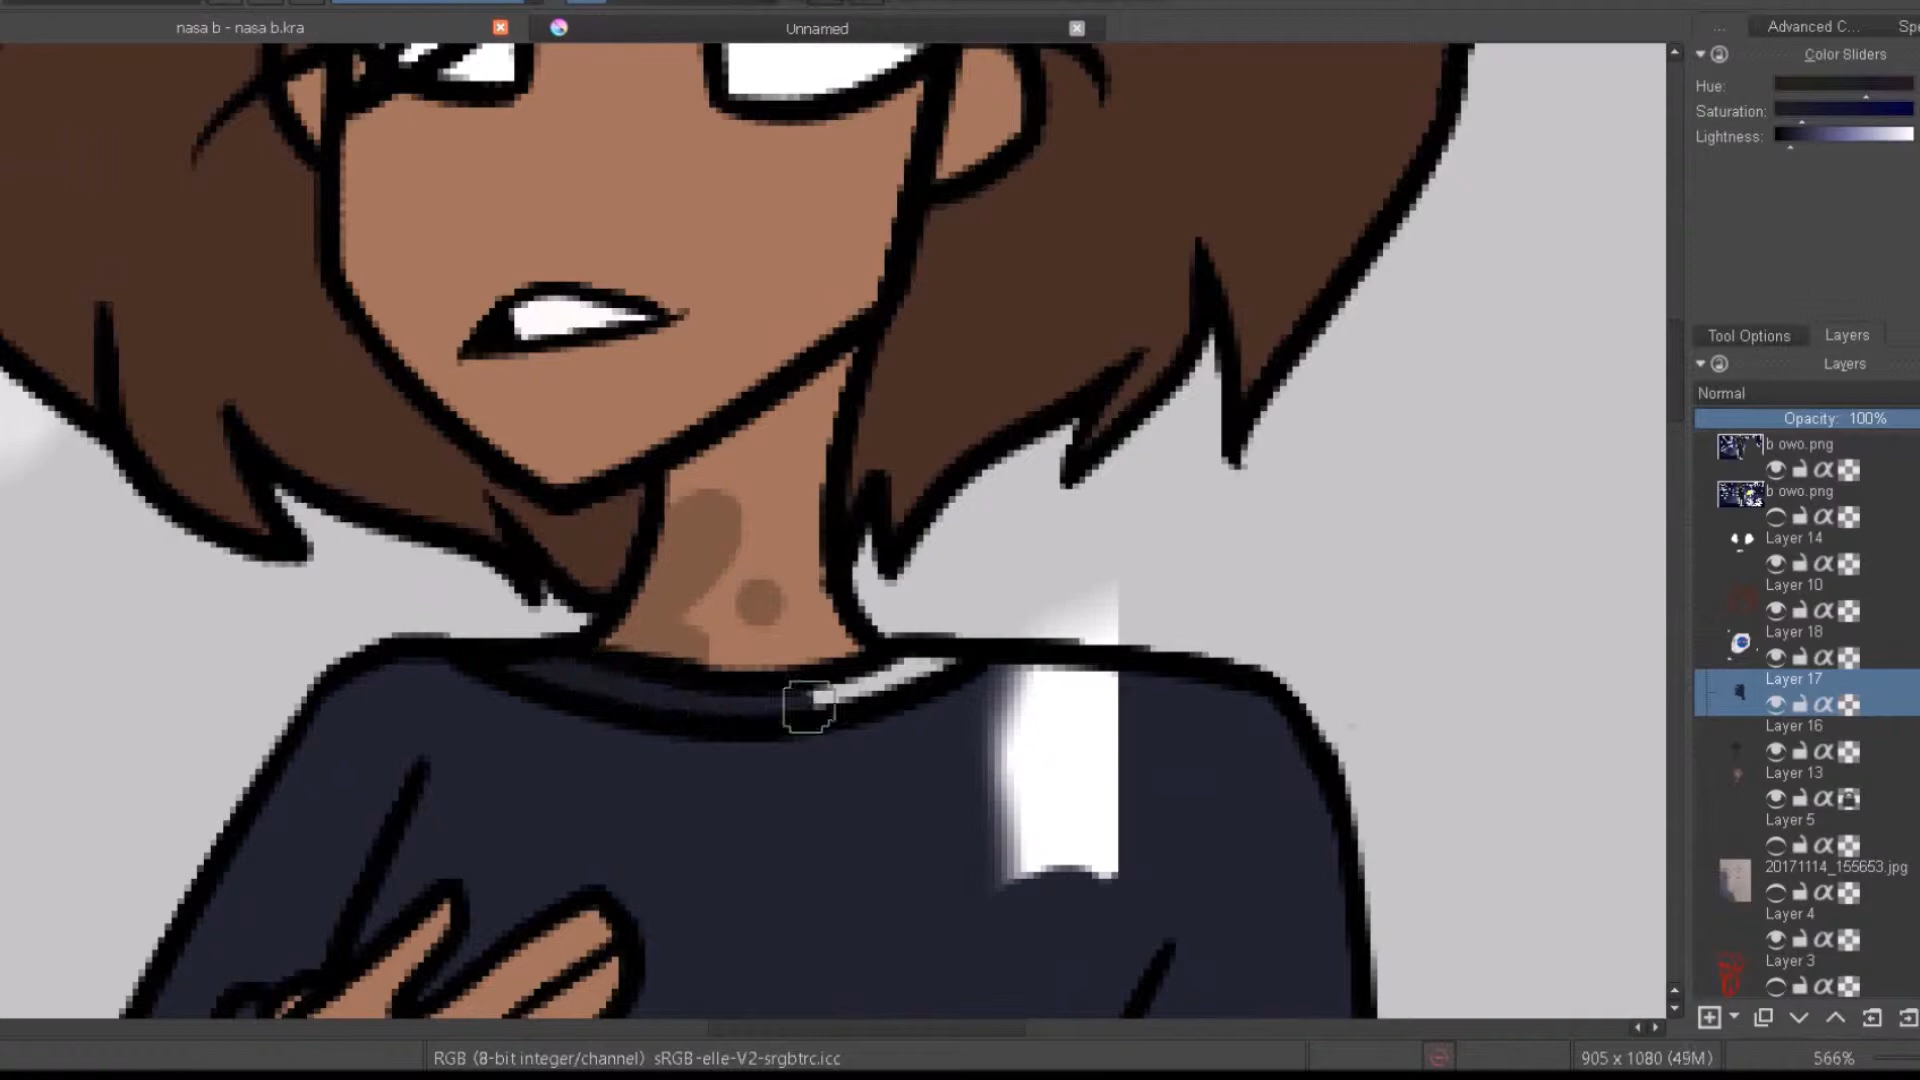 nasa b - nasa b.kra
Unnamed
... Advanced C... Spe
Color Sliders
Hue:
Saturation:
Lightness:
Tool Options Layers
Layers
Normal
Opacity: 100%
b owo.png
b owo.png
Layer 14
Layer 10
Layer 18
Layer 17
Layer 16
Layer 13
Layer 5
20171114_155653.jpg
Layer 4
Layer 3
RGB (8-bit integer/channel) sRGB-elle-V2-srgbtrc.icc
905 x 1080 (49M)
566%